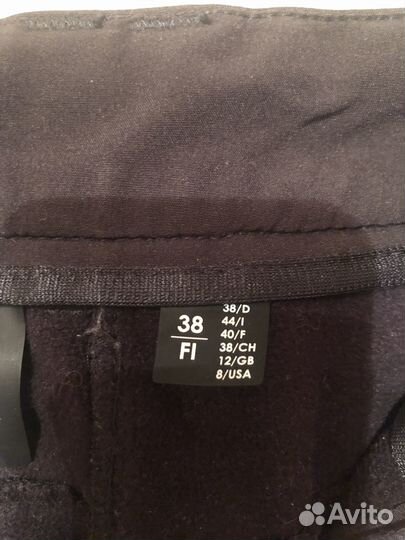 38
FI
38/D
44/I
40/F
38/CH
12/GB
8/USA
Avito